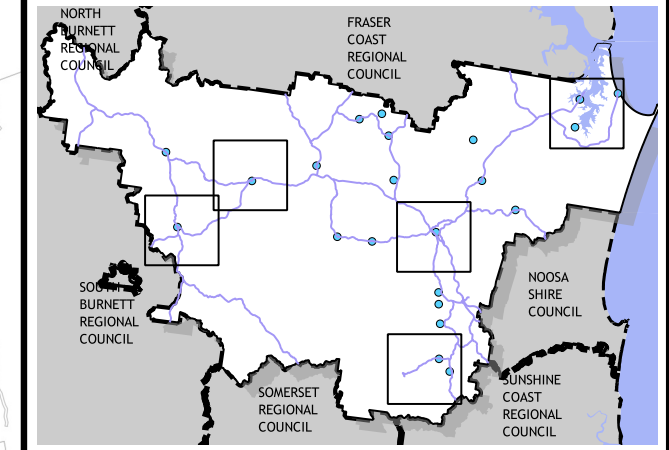 NORTH
BURNETT
REGIONAL
COUNCIL
FRASER
COAST
REGIONAL
COUNCIL
SOUTH
BURNETT
REGIONAL
COUNCIL
NOOSA
SHIRE
COUNCIL
SOMERSET
REGIONAL
COUNCIL
SUNSHINE
COAST
REGIONAL
COUNCIL